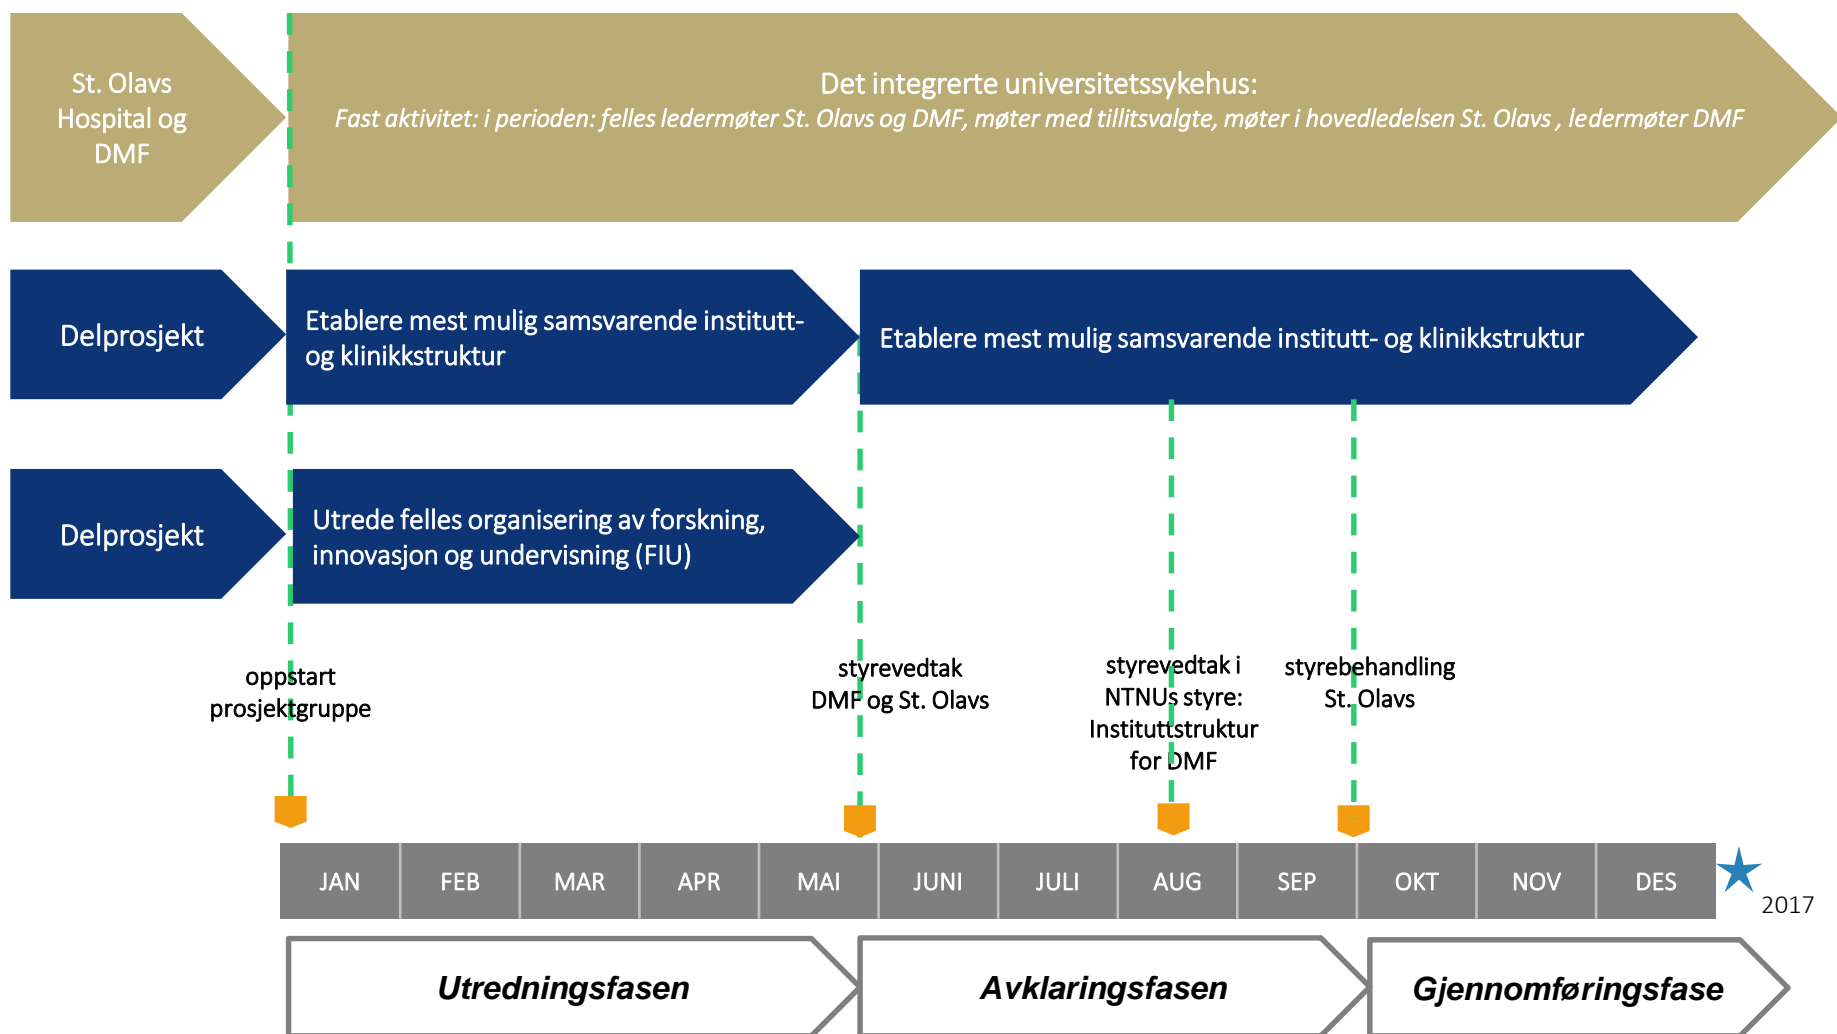 St. Olavs
Hospital og
DMF
Det integrerte universitetssykehus:
Fast aktivitet: i perioden: felles ledermøter St. Olavs og DMF, møter med tillitsvalgte, møter i hovedledelsen St. Olavs , ledermøter DMF
Delprosjekt
Etablere mest mulig samsvarende institutt-
og klinikkstruktur
Etablere mest mulig samsvarende institutt- og klinikkstruktur
Delprosjekt
Utrede felles organisering av forskning,
innovasjon og undervisning (FIU)
oppstart
prosjektgruppe
styrevedtak
DMF og St. Olavs
styrevedtak i
NTNUs styre:
Instituttstruktur
for DMF
styrebehandling
St. Olavs
JAN FEB MAR APR MAI JUNI JULI AUG SEP OKT NOV DES
2017
Utredningsfasen
Avklaringsfasen
Gjennomføringsfase